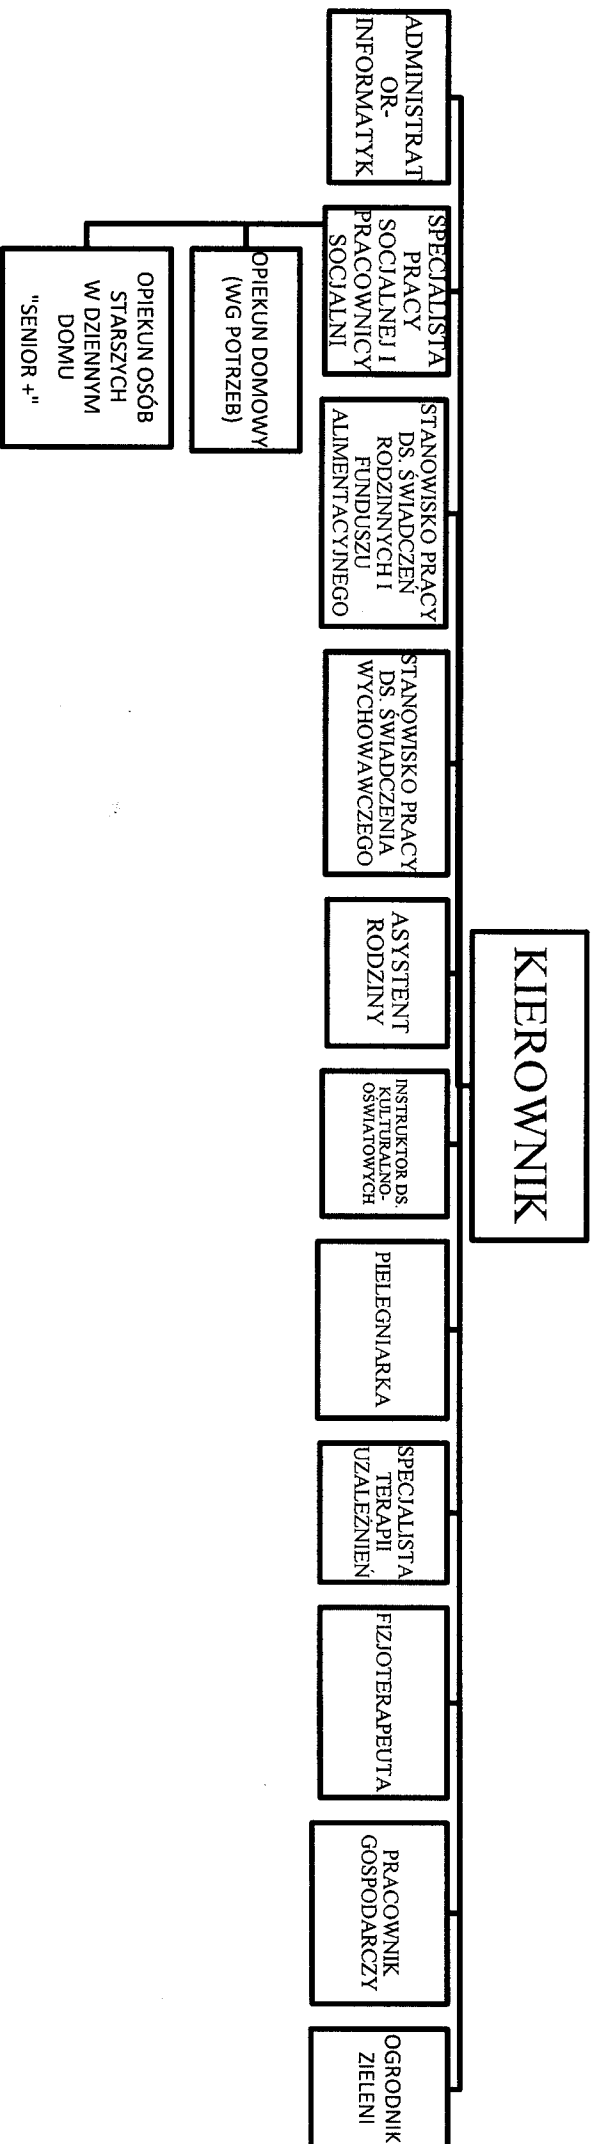 KIEROWNIK
ADMINISTRAT
OR-
INFORMATYK
SPECJALISTA
PRACY
SOCJALNEJ I
PRACOWNICY
SOCJALNI
STANOWISKO PRACY
DS. ŚWIADCZEŃ
RODZINNYCH I
FUNDUSZU
ALIMENTACYJNEGO
STANOWISKO PRACY
DS. ŚWIADCZENIA
WYCHOWAWCZEGO
ASYSTENT
RODZINY
INSTRUKTOR DS.
KULTURALNO-
OŚWIATOWYCH
PIELEGNIARKA
SPECJALISTA
TERAPII
UZALEŻNIEŃ
FIZJOTERAPEUTA
PRACOWNIK
GOSPODARCZY
OGRODNIK
ZIELENI
OPIEKUN DOMOWY
(WG POTRZEB)
OPIEKUN OSÓB
STARSZYCH
W DZIENNYM
DOMU
"SENIOR +"